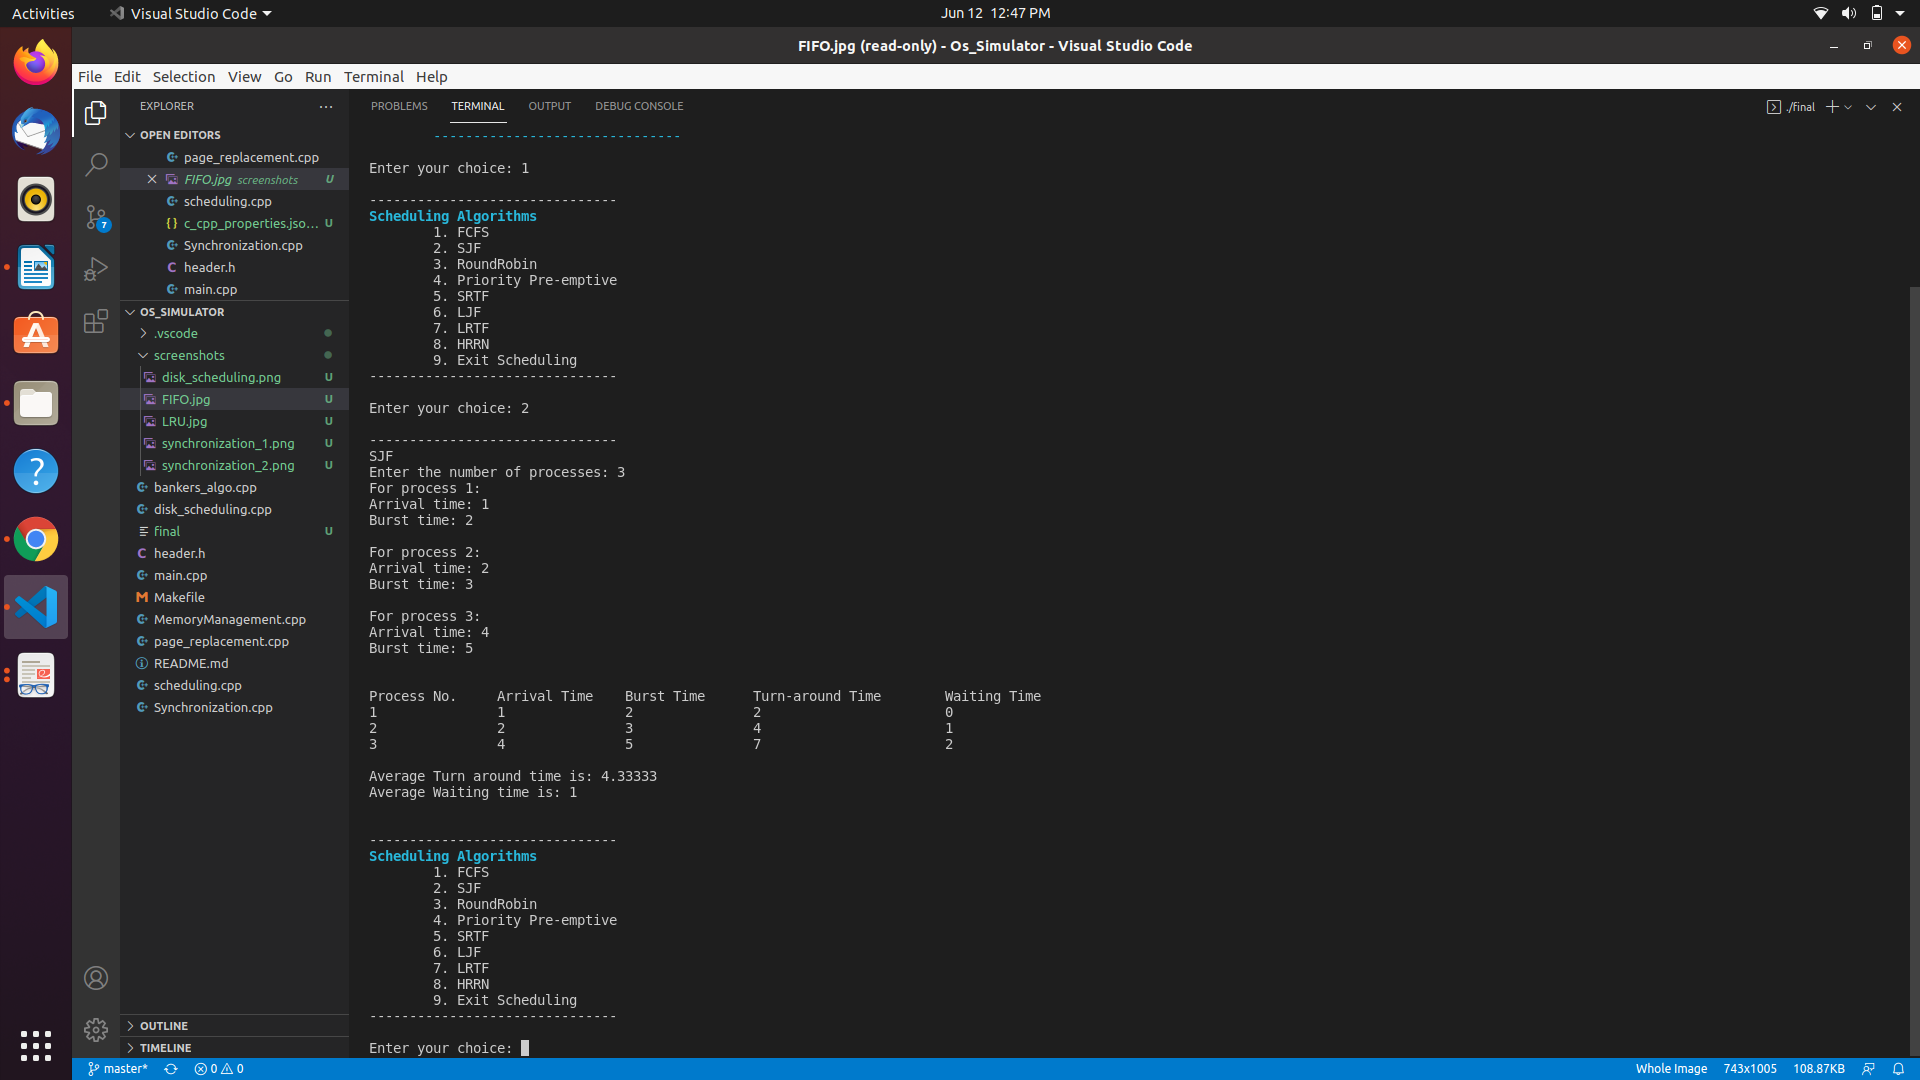 Activities Visual Studio Code Jun 12 12:47 PM
FIFO.jpg (read-only) - Os_Simulator - Visual Studio Code
File Edit Selection View Go Run Terminal Help
EXPLORER
OPEN EDITORS
page_replacement.cpp
FIFO.jpg screenshots U
scheduling.cpp
c_cpp_properties.jso... U
Synchronization.cpp
header.h
main.cpp
OS_SIMULATOR
.vscode
screenshots
disk_scheduling.png U
FIFO.jpg U
LRU.jpg U
synchronization_1.png U
synchronization_2.png U
bankers_algo.cpp
disk_scheduling.cpp
final U
header.h
main.cpp
Makefile
MemoryManagement.cpp
page_replacement.cpp
README.md
scheduling.cpp
Synchronization.cpp
OUTLINE
TIMELINE
7
PROBLEMS TERMINAL OUTPUT DEBUG CONSOLE ./final
-------------------------------
Enter your choice: 1
-------------------------------
Scheduling Algorithms
1. FCFS
2. SJF
3. RoundRobin
4. Priority Pre-emptive
5. SRTF
6. LJF
7. LRTF
8. HRRN
9. Exit Scheduling
-------------------------------
Enter your choice: 2
-------------------------------
SJF
Enter the number of processes: 3
For process 1:
Arrival time: 1
Burst time: 2
For process 2:
Arrival time: 2
Burst time: 3
For process 3:
Arrival time: 4
Burst time: 5
Process No. Arrival Time Burst Time Turn-around Time Waiting Time
1 1 2 2 0
2 2 3 4 1
3 4 5 7 2
Average Turn around time is: 4.33333
Average Waiting time is: 1
-------------------------------
Scheduling Algorithms
1. FCFS
2. SJF
3. RoundRobin
4. Priority Pre-emptive
5. SRTF
6. LJF
7. LRTF
8. HRRN
9. Exit Scheduling
-------------------------------
Enter your choice:
master* 0 0 Whole Image 743x1005 108.87KB